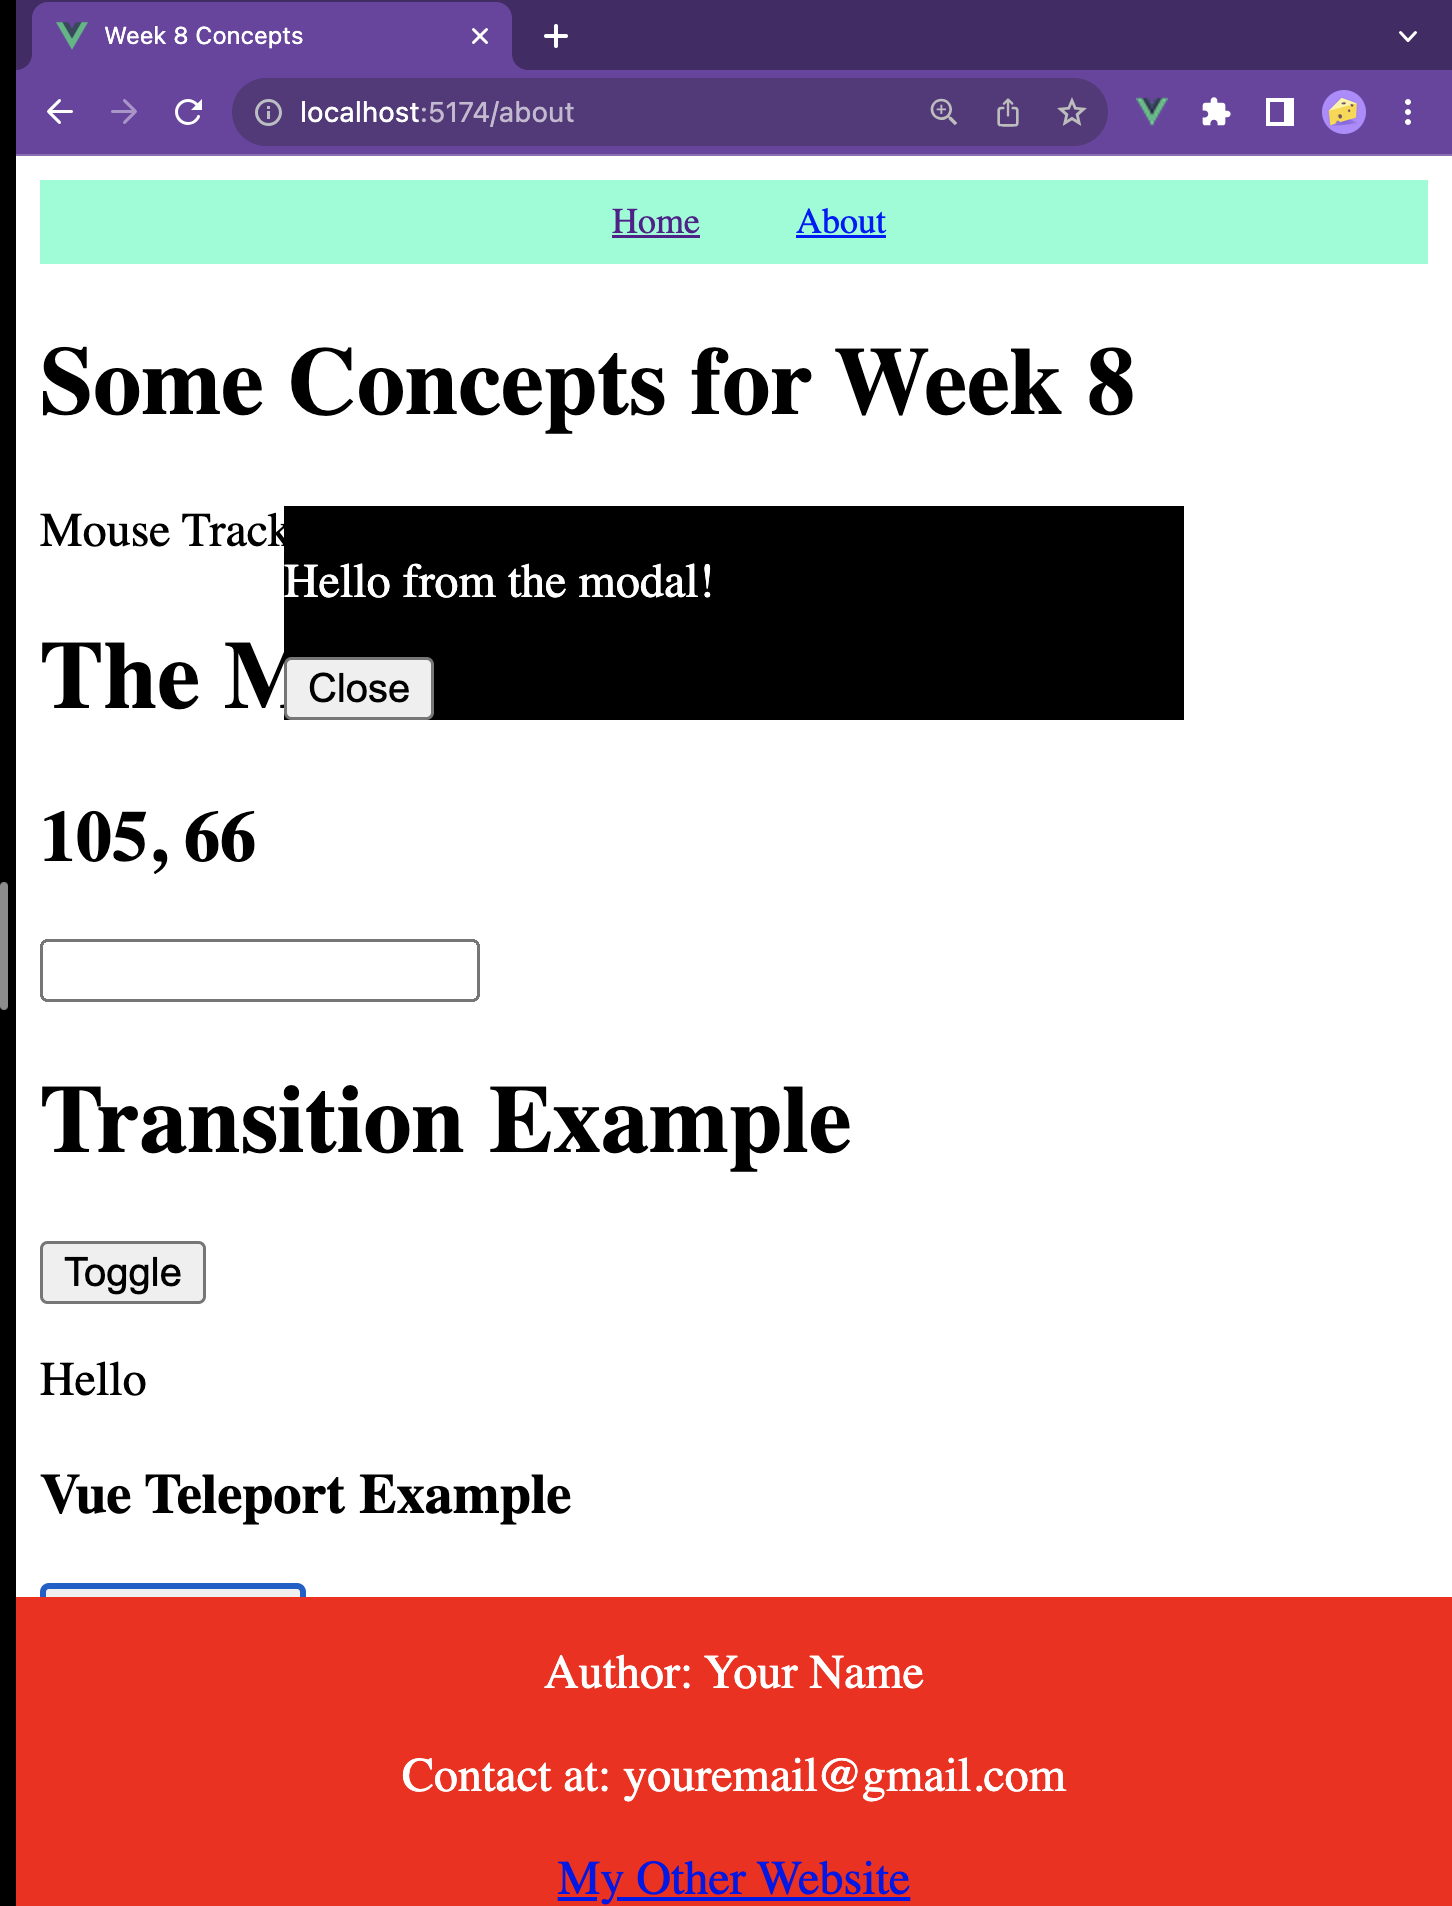 Week 8 Concepts
localhost:5174/about
Home About
Some Concepts for Week 8
Mouse Track
Hello from the modal!
The M
Close
105, 66
Transition Example
Toggle
Hello
Vue Teleport Example
Author: Your Name
Contact at: youremail@gmail.com
My Other Website